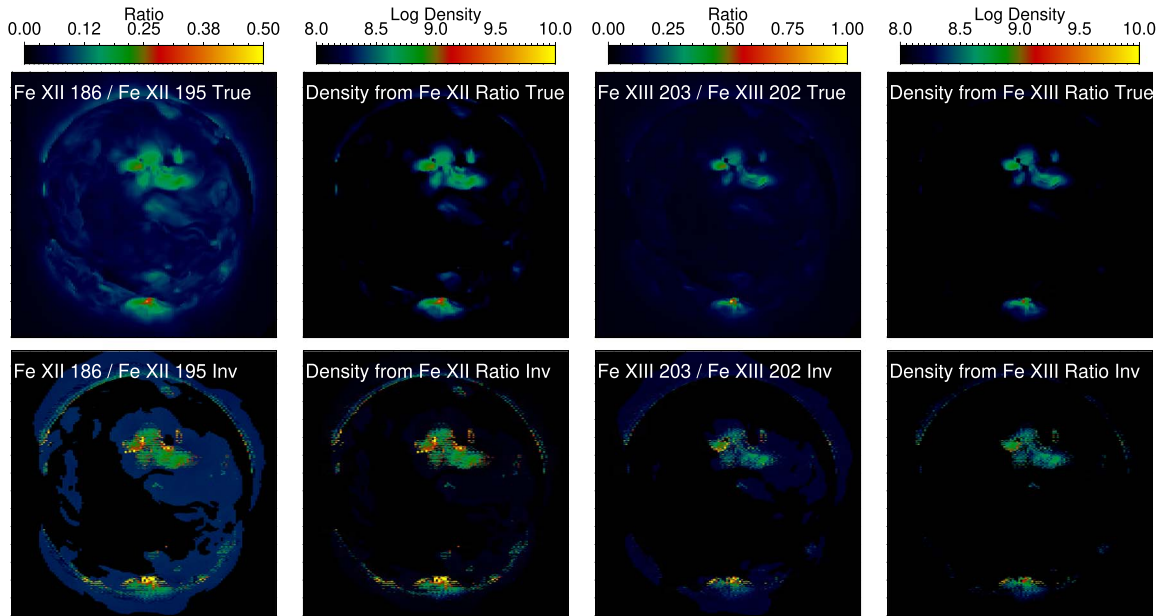 Ratio
0.00 0.12 0.25 0.38 0.50
Log Density
8.0 8.5 9.0 9.5 10.0
Ratio
0.00 0.25 0.50 0.75 1.00
Log Density
8.0 8.5 9.0 9.5 10.0
Fe XII 186 / Fe XII 195 True
Density from Fe XII Ratio True
Fe XIII 203 / Fe XIII 202 True
Density from Fe XIII Ratio True
Fe XII 186 / Fe XII 195 Inv
Density from Fe XII Ratio Inv
Fe XIII 203 / Fe XIII 202 Inv
Density from Fe XIII Ratio Inv